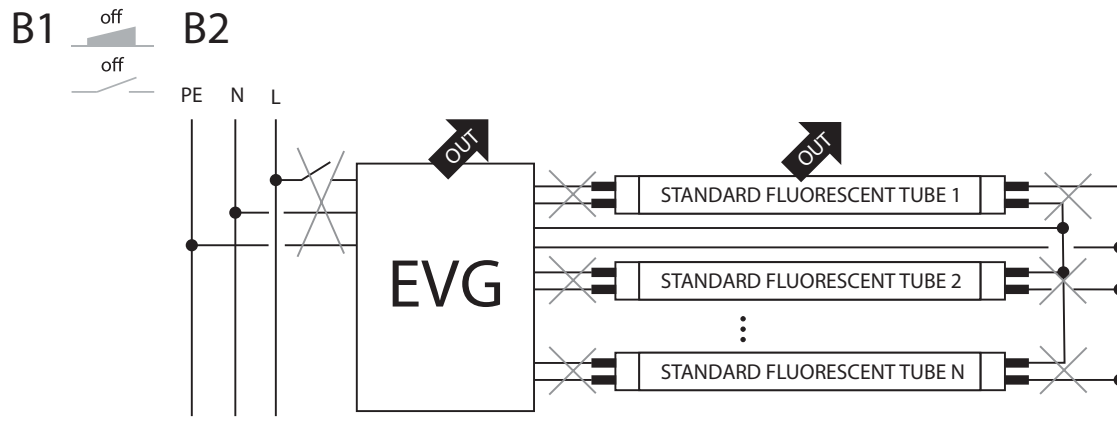 B1 off B2
off
PE N L
OUT OUT
STANDARD FLUORESCENT TUBE 1
EVG
STANDARD FLUORESCENT TUBE 2
STANDARD FLUORESCENT TUBE N